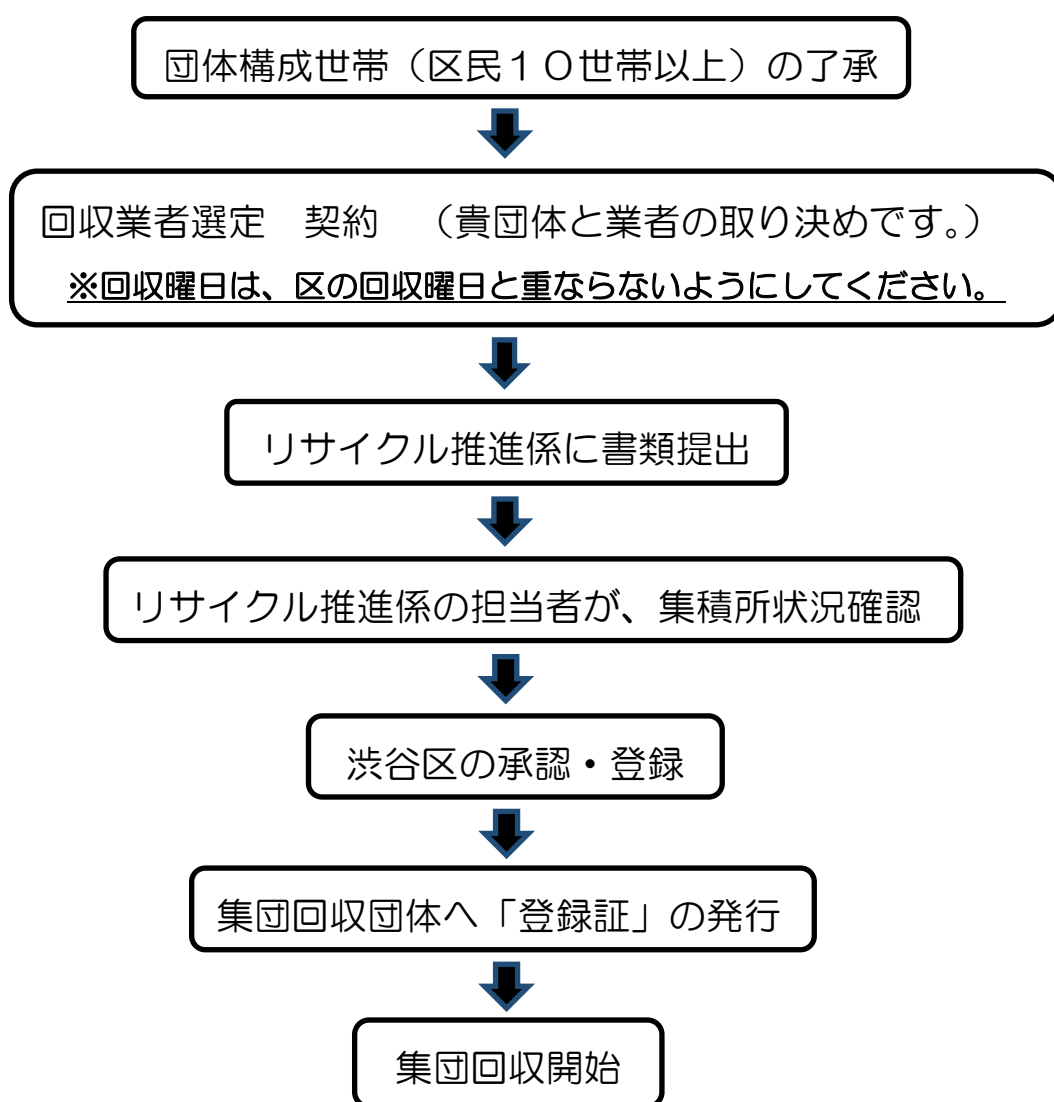 団体構成世帯（区民１０世帯以上）の了承
回収業者選定　契約　（貴団体と業者の取り決めです。）
※回収曜日は、区の回収曜日と重ならないようにしてください。
リサイクル推進係に書類提出
リサイクル推進係の担当者が、集積所状況確認
渋谷区の承認・登録
集団回収団体へ「登録証」の発行
集団回収開始